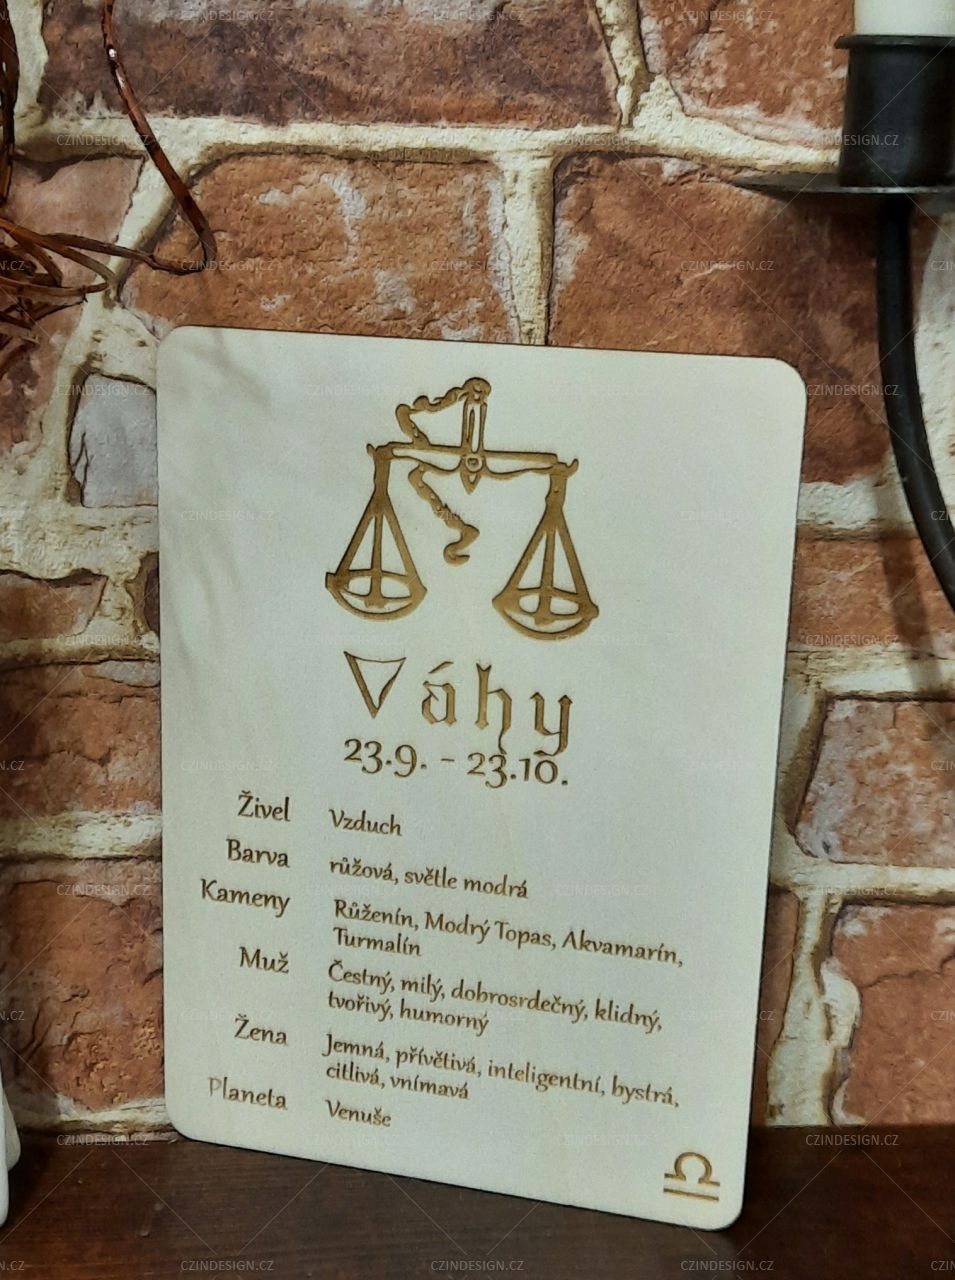 Váhy
23.9. - 23.10.
Živel Vzduch
Barva růžová, světle modrá
Kameny Růženín, Modrý Topas, Akvamarín,
Turmalín
Muž Čestný, milý, dobrosrdečný, klidný,
tvořivý, humorný
Žena Jemná, přívětivá, inteligentní, bystrá,
citlivá, vnímavá
Planeta Venuše
CZINDESIGN.CZ